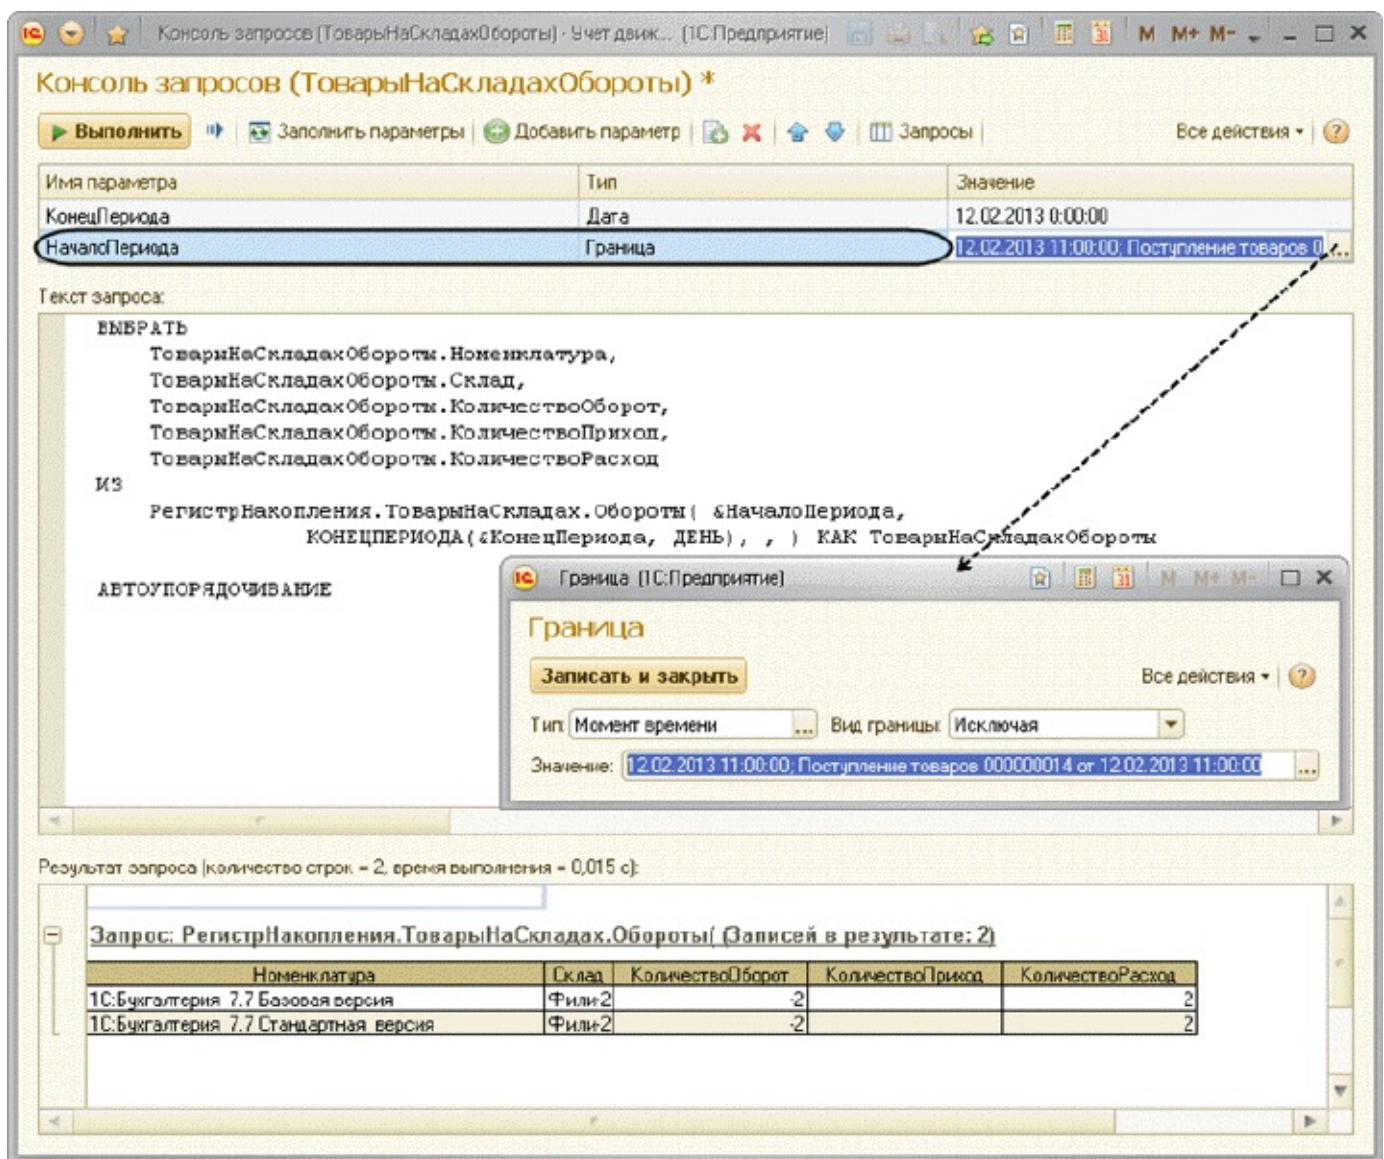 Консоль запросов (ТоварыНаСкладахОбороты) - Учет движ... (1С:Предприятие) M M+ M-
Консоль запросов (ТоварыНаСкладахОбороты) *
Выполнить Заполнить параметры Добавить параметр Запросы Все действия
Имя параметра Тип Значение
КонецПериода Дата 12.02.2013 0:00:00
НачалоПериода Граница 12.02.2013 11:00:00; Поступление товаров 0 ...
Текст запроса:
ВЫБРАТЬ
ТоварыНаСкладахОбороты.Номенклатура,
ТоварыНаСкладахОбороты.Склад,
ТоварыНаСкладахОбороты.КоличествоОборот,
ТоварыНаСкладахОбороты.КоличествоПриход,
ТоварыНаСкладахОбороты.КоличествоРасход
ИЗ
РегистрНакопления.ТоварыНаСкладах.Обороты( &НачалоПериода,
КОНЕЦПЕРИОДА(&КонецПериода, ДЕНЬ), , ) КАК ТоварыНаСкладахОбороты
АВТОУПОРЯДОЧИВАНИЕ
Граница (1С:Предприятие) 31 M M+ M-
Граница
Записать и закрыть Все действия
Тип: Момент времени ... Вид границы: Исключая
Значение: 12.02.2013 11:00:00; Поступление товаров 000000014 от 12.02.2013 11:00:00 ...
Результат запроса (количество строк = 2, время выполнения = 0,015 с):
Запрос: РегистрНакопления.ТоварыНаСкладах.Обороты( (Записей в результате: 2)
Номенклатура Склад КоличествоОборот КоличествоПриход КоличествоРасход
1С:Бухгалтерия 7.7 Базовая версия Фили-2 -2 2
1С:Бухгалтерия 7.7 Стандартная версия Фили-2 -2 2